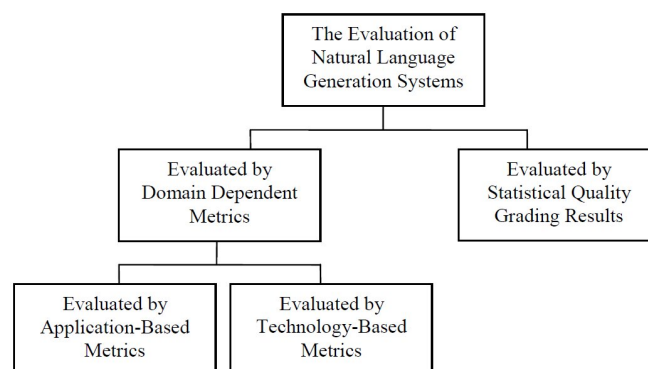 The Evaluation of
Natural Language
Generation Systems
Evaluated by
Domain Dependent
Metrics
Evaluated by
Statistical Quality
Grading Results
Evaluated by
Application-Based
Metrics
Evaluated by
Technology-Based
Metrics